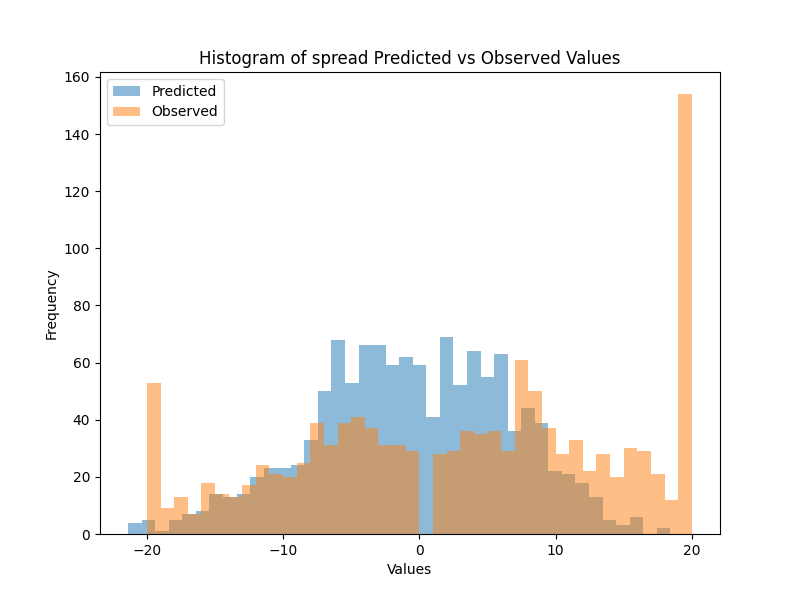 Histogram of spread Predicted vs Observed Values
Predicted
Observed
160
140
120
100
80
60
40
20
0
Frequency
−20
−10
0
10
20
Values